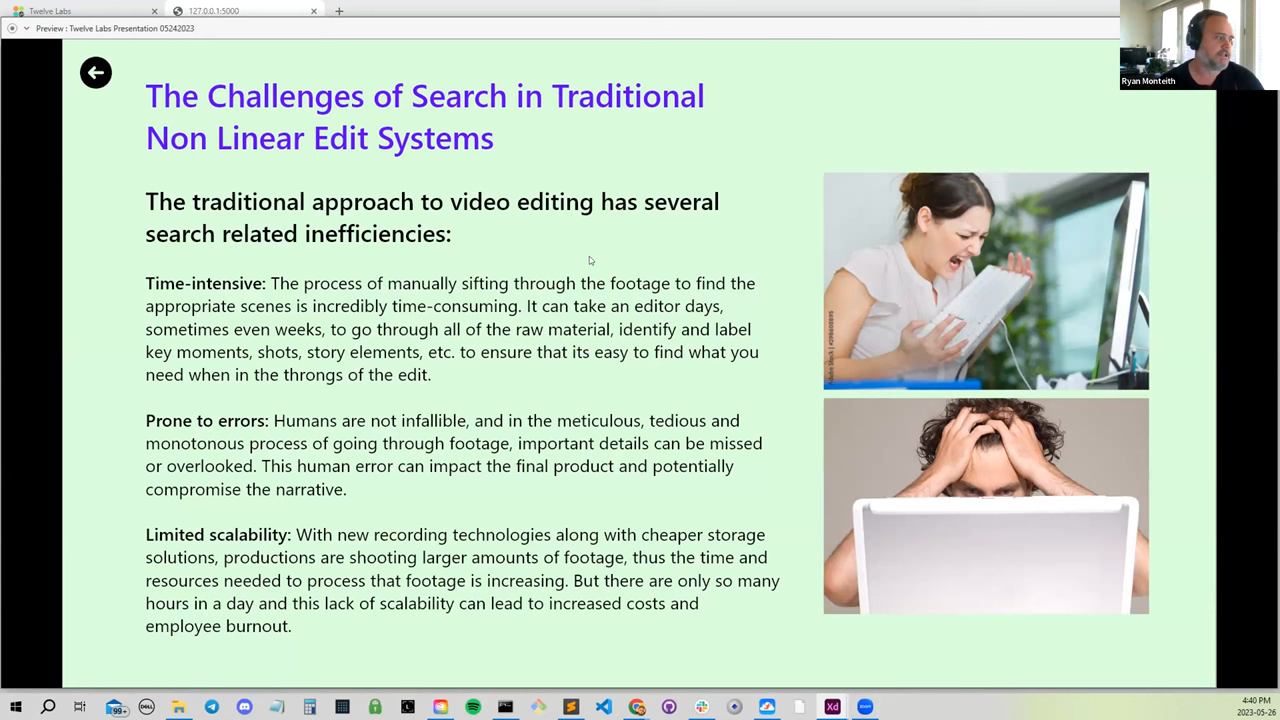 Twelve Labs
127.0.0.1:5000
Preview : Twelve Labs Presentation 05242023
Ryan Monteith
The Challenges of Search in Traditional
Non Linear Edit Systems
The traditional approach to video editing has several
search related inefficiencies:
Time-intensive: The process of manually sifting through the footage to find the
appropriate scenes is incredibly time-consuming. It can take an editor days,
sometimes even weeks, to go through all of the raw material, identify and label
key moments, shots, story elements, etc. to ensure that its easy to find what you
need when in the throngs of the edit.
Prone to errors: Humans are not infallible, and in the meticulous, tedious and
monotonous process of going through footage, important details can be missed
or overlooked. This human error can impact the final product and potentially
compromise the narrative.
Limited scalability: With new recording technologies along with cheaper storage
solutions, productions are shooting larger amounts of footage, thus the time and
resources needed to process that footage is increasing. But there are only so many
hours in a day and this lack of scalability can lead to increased costs and
employee burnout.
99+
DELL
Xd
zoom
4:40 PM
2023-05-26